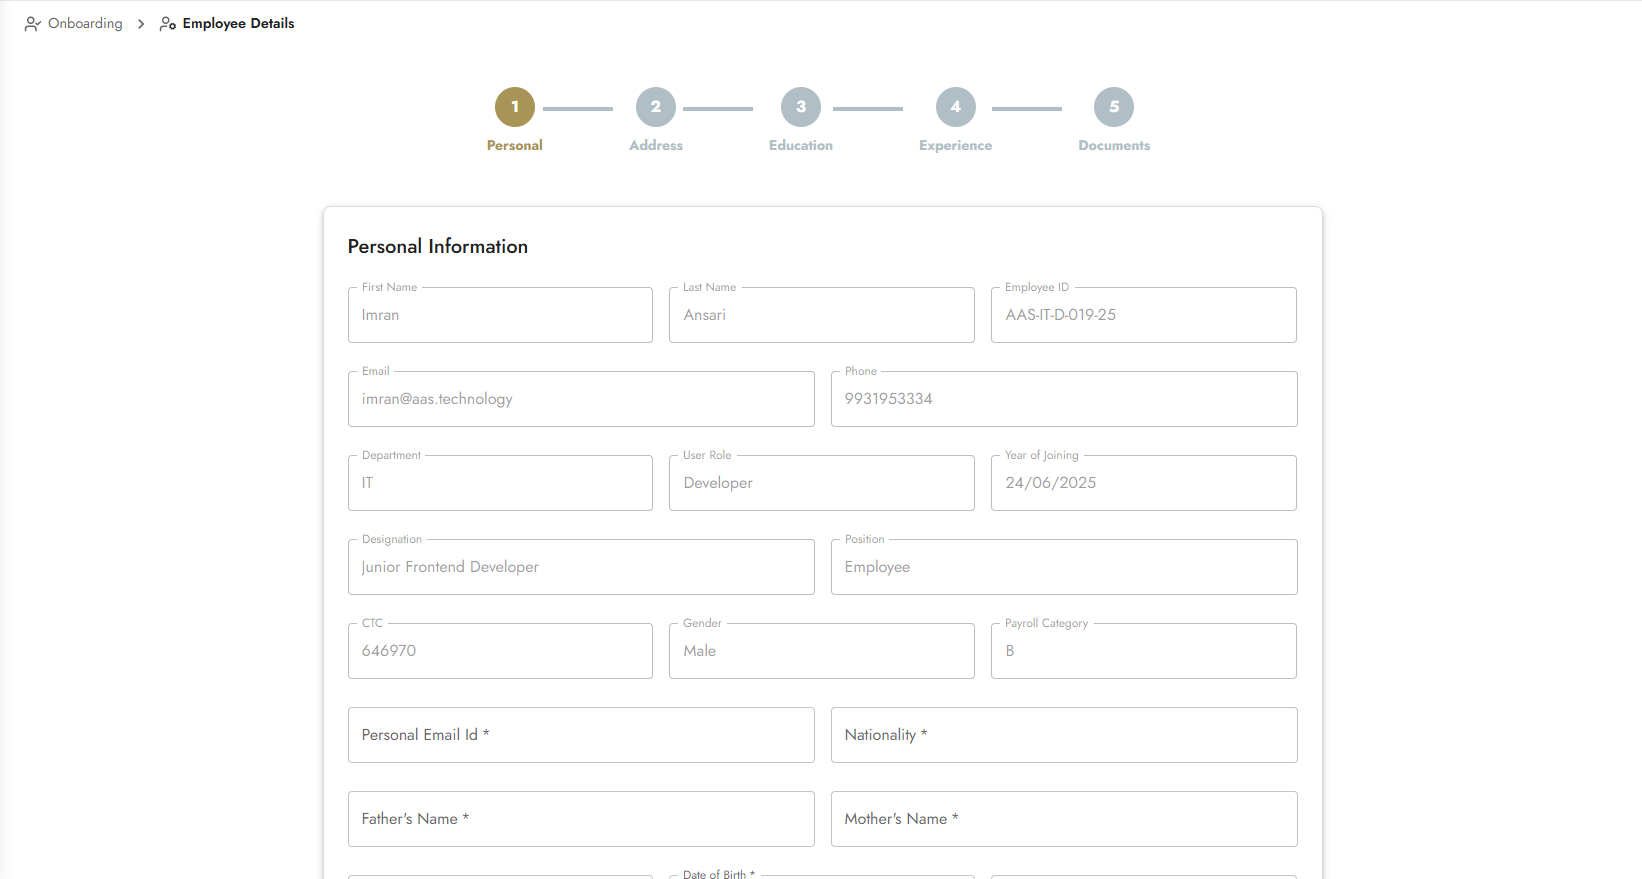 Onboarding > Employee Details
1 2 3 4 5
Personal Address Education Experience Documents
Personal Information
First Name Last Name Employee ID
Imran Ansari AAS-IT-D-019-25
Email Phone
imran@aas.technology 9931953334
Department User Role Year of Joining
IT Developer 24/06/2025
Designation Position
Junior Frontend Developer Employee
CTC Gender Payroll Category
646970 Male B
Personal Email Id * Nationality *
Father's Name * Mother's Name *
Date of Birth *